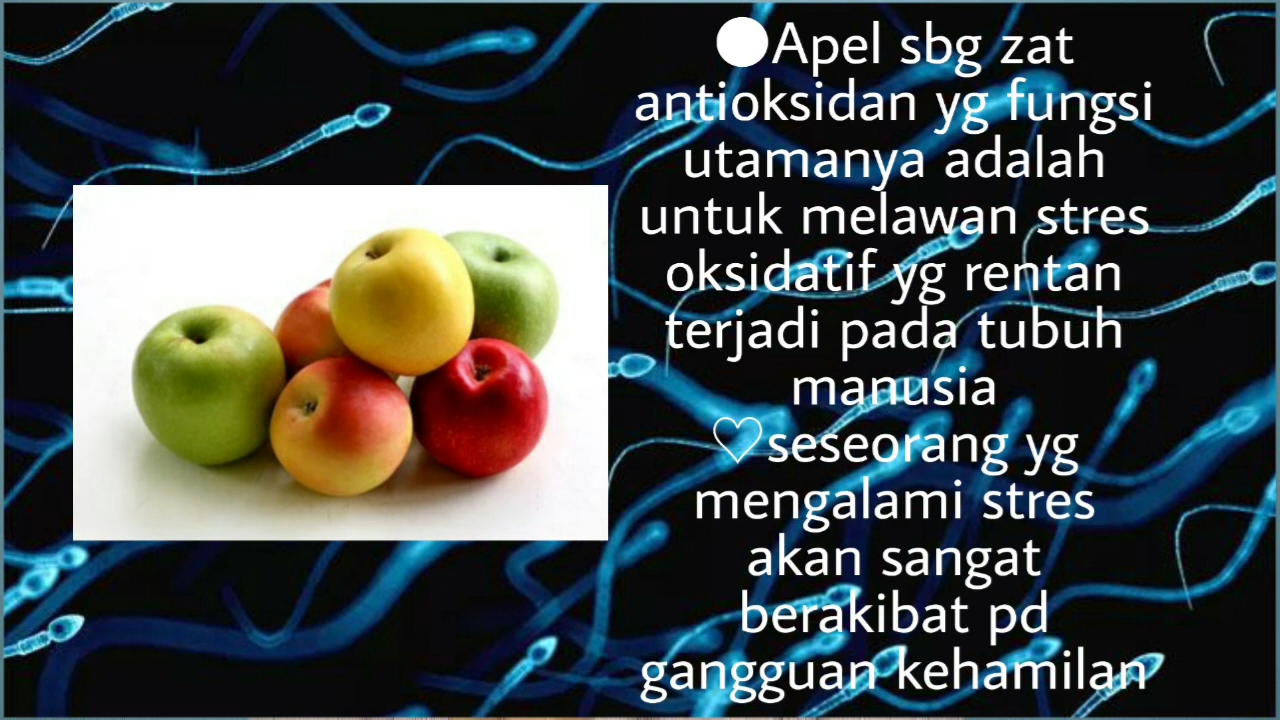 ●Apel sbg zat
antioksidan yg fungsi
utamanya adalah
untuk melawan stres
oksidatif yg rentan
terjadi pada tubuh
manusia
♡seseorang yg
mengalami stres
akan sangat
berakibat pd
gangguan kehamilan